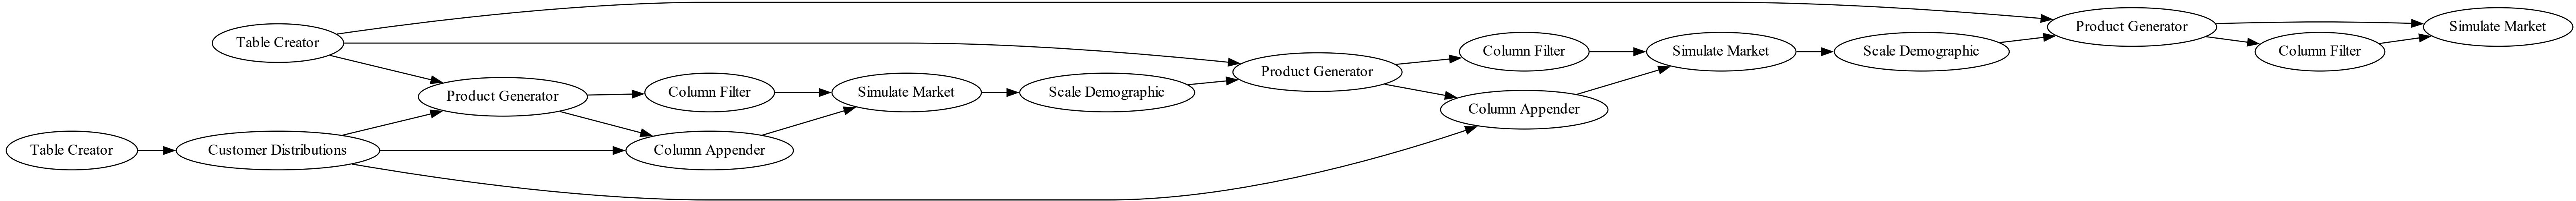 Table Creator
Customer Distributions
Table Creator
Product Generator
Column Filter
Column Appender
Simulate Market
Scale Demographic
Product Generator
Column Filter
Column Appender
Simulate Market
Scale Demographic
Product Generator
Column Filter
Simulate Market